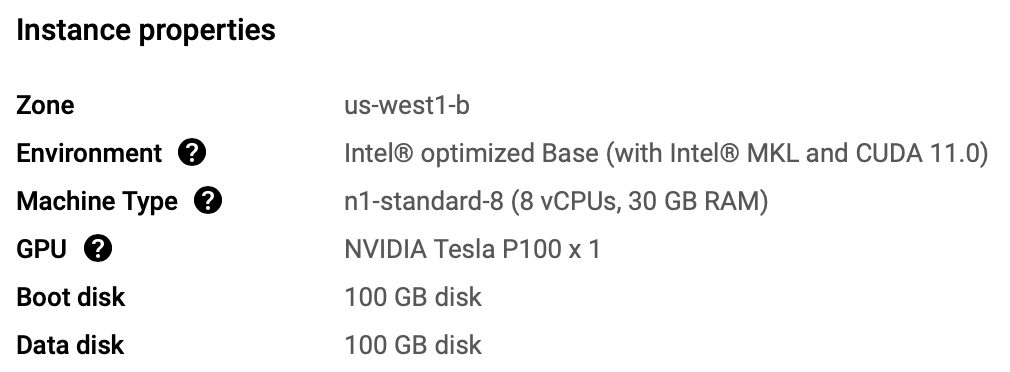 Instance properties
Zone us-west1-b
Environment ? Intel® optimized Base (with Intel® MKL and CUDA 11.0)
Machine Type ? n1-standard-8 (8 vCPUs, 30 GB RAM)
GPU ? NVIDIA Tesla P100 x 1
Boot disk 100 GB disk
Data disk 100 GB disk